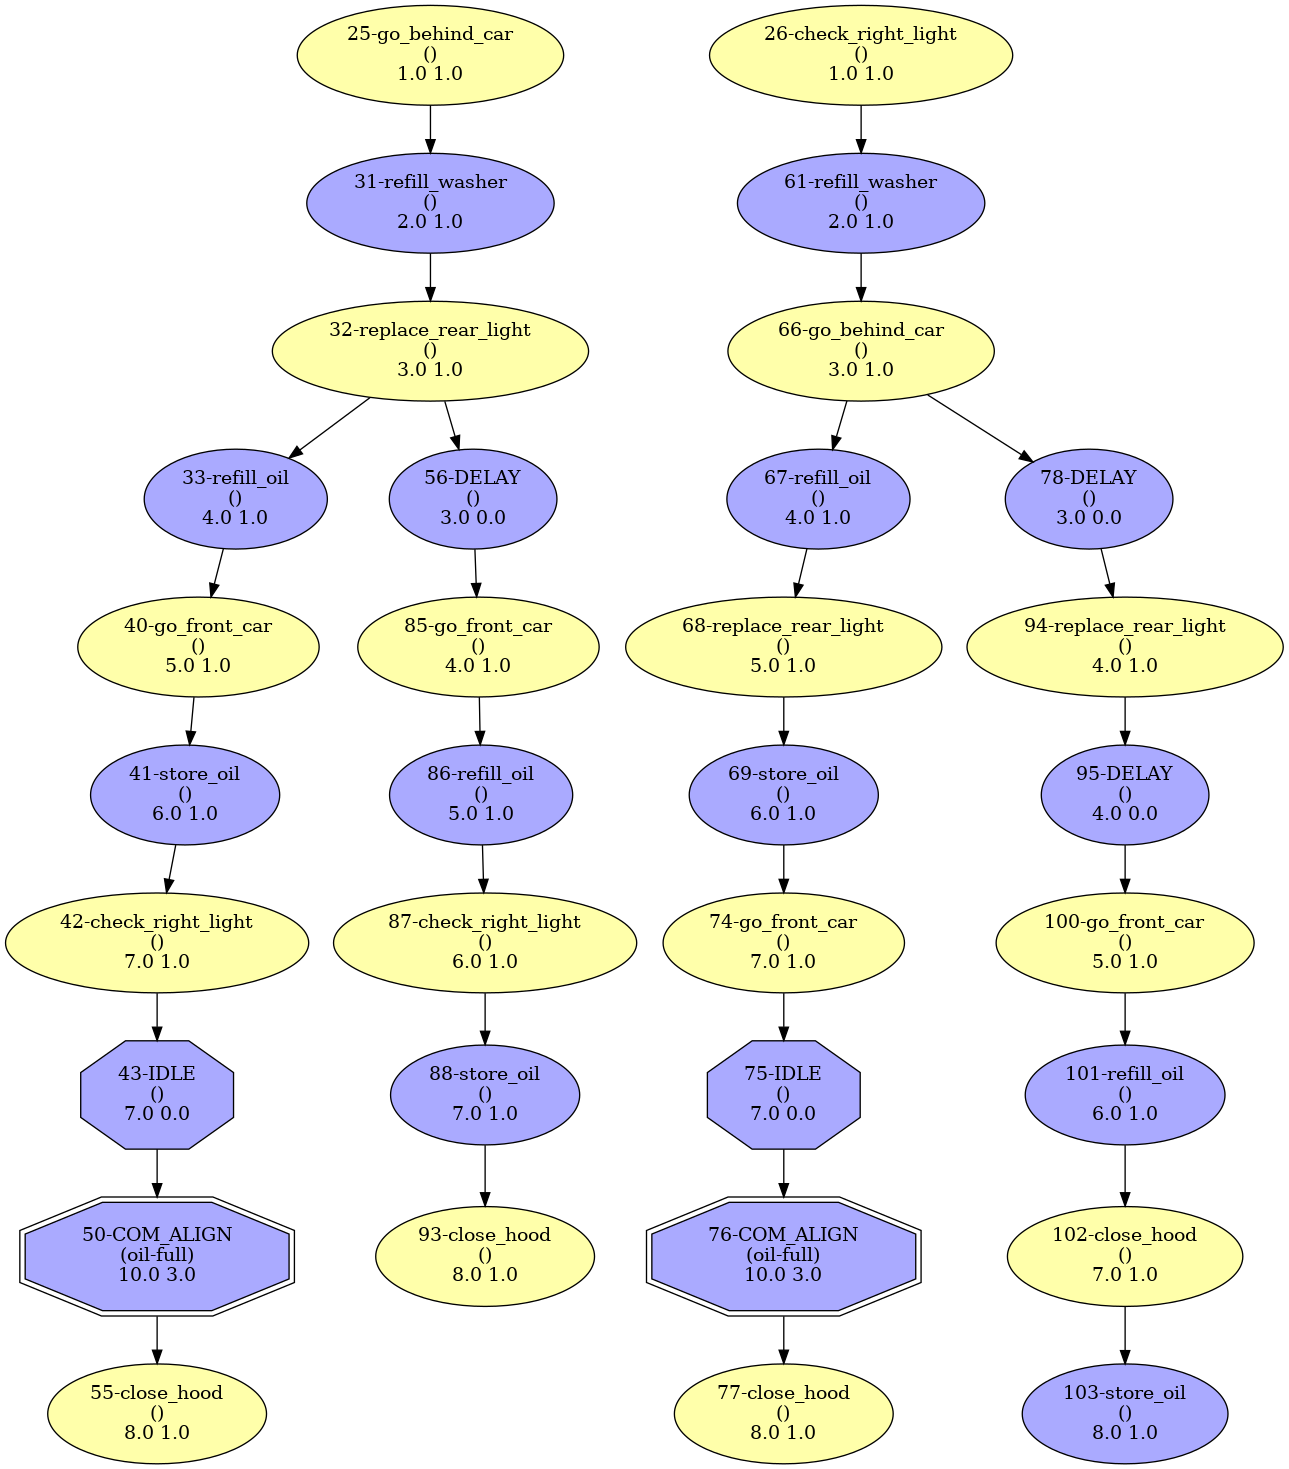 25-go_behind_car
()
1.0 1.0
26-check_right_light
()
1.0 1.0
31-refill_washer
()
2.0 1.0
61-refill_washer
()
2.0 1.0
32-replace_rear_light
()
3.0 1.0
66-go_behind_car
()
3.0 1.0
33-refill_oil
()
4.0 1.0
56-DELAY
()
3.0 0.0
67-refill_oil
()
4.0 1.0
78-DELAY
()
3.0 0.0
40-go_front_car
()
5.0 1.0
85-go_front_car
()
4.0 1.0
68-replace_rear_light
()
5.0 1.0
94-replace_rear_light
()
4.0 1.0
41-store_oil
()
6.0 1.0
86-refill_oil
()
5.0 1.0
69-store_oil
()
6.0 1.0
95-DELAY
()
4.0 0.0
42-check_right_light
()
7.0 1.0
87-check_right_light
()
6.0 1.0
74-go_front_car
()
7.0 1.0
100-go_front_car
()
5.0 1.0
43-IDLE
()
7.0 0.0
88-store_oil
()
7.0 1.0
75-IDLE
()
7.0 0.0
101-refill_oil
()
6.0 1.0
50-COM_ALIGN
(oil-full)
10.0 3.0
93-close_hood
()
8.0 1.0
76-COM_ALIGN
(oil-full)
10.0 3.0
102-close_hood
()
7.0 1.0
55-close_hood
()
8.0 1.0
77-close_hood
()
8.0 1.0
103-store_oil
()
8.0 1.0